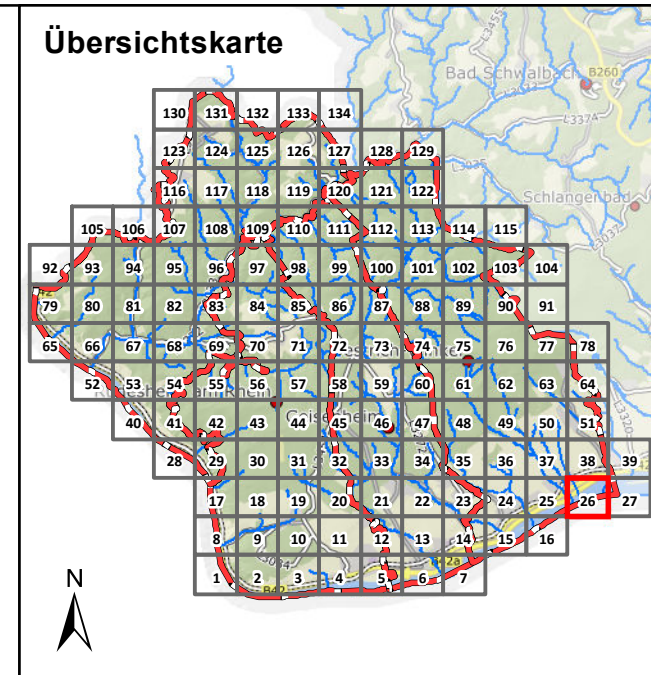 Übersichtskarte
L3455
Bad Schwalbach
B260
L3374
130 131 132 133 134
123 124 125 126 127 128 129
L3035
116 117 118 119 120 121 122
Schlangenbad
L3037
105 106 107 108 109 110 111 112 113 114 115
92 93 94 95 96 97 98 99 100 101 102 103 104
79 80 81 82 83 84 85 86 87 88 89 90 91
65 66 67 68 69 70 71 72 73 74 75 76 77 78
52 53 54 55 56 57 58 59 60 61 62 63 64
Geisenheim
L3320
40 41 42 43 44 45 46 47 48 49 50 51
28 29 30 31 32 33 34 35 36 37 38 39
17 18 19 20 21 22 23 24 25 26 27
8 9 10 11 12 13 14 15 16
L3034
B42a
1 2 3 4 5 6 7
B42
N